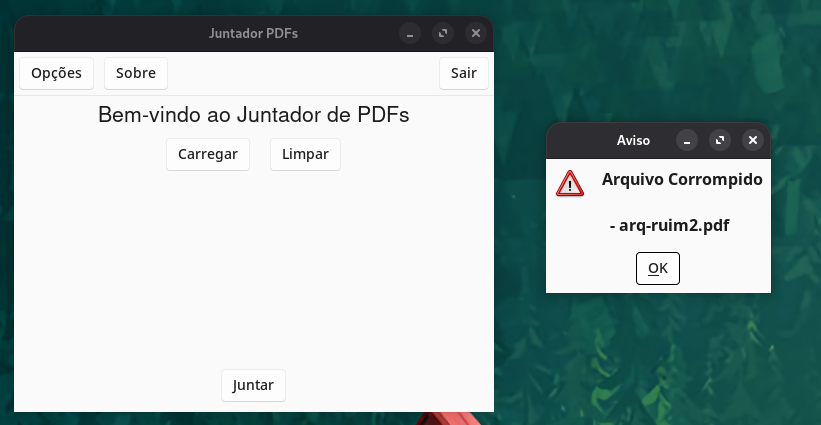 Juntador PDFs
Opções Sobre Sair
Bem-vindo ao Juntador de PDFs
Carregar Limpar
Juntar
Aviso
Arquivo Corrompido
- arq-ruim2.pdf
OK